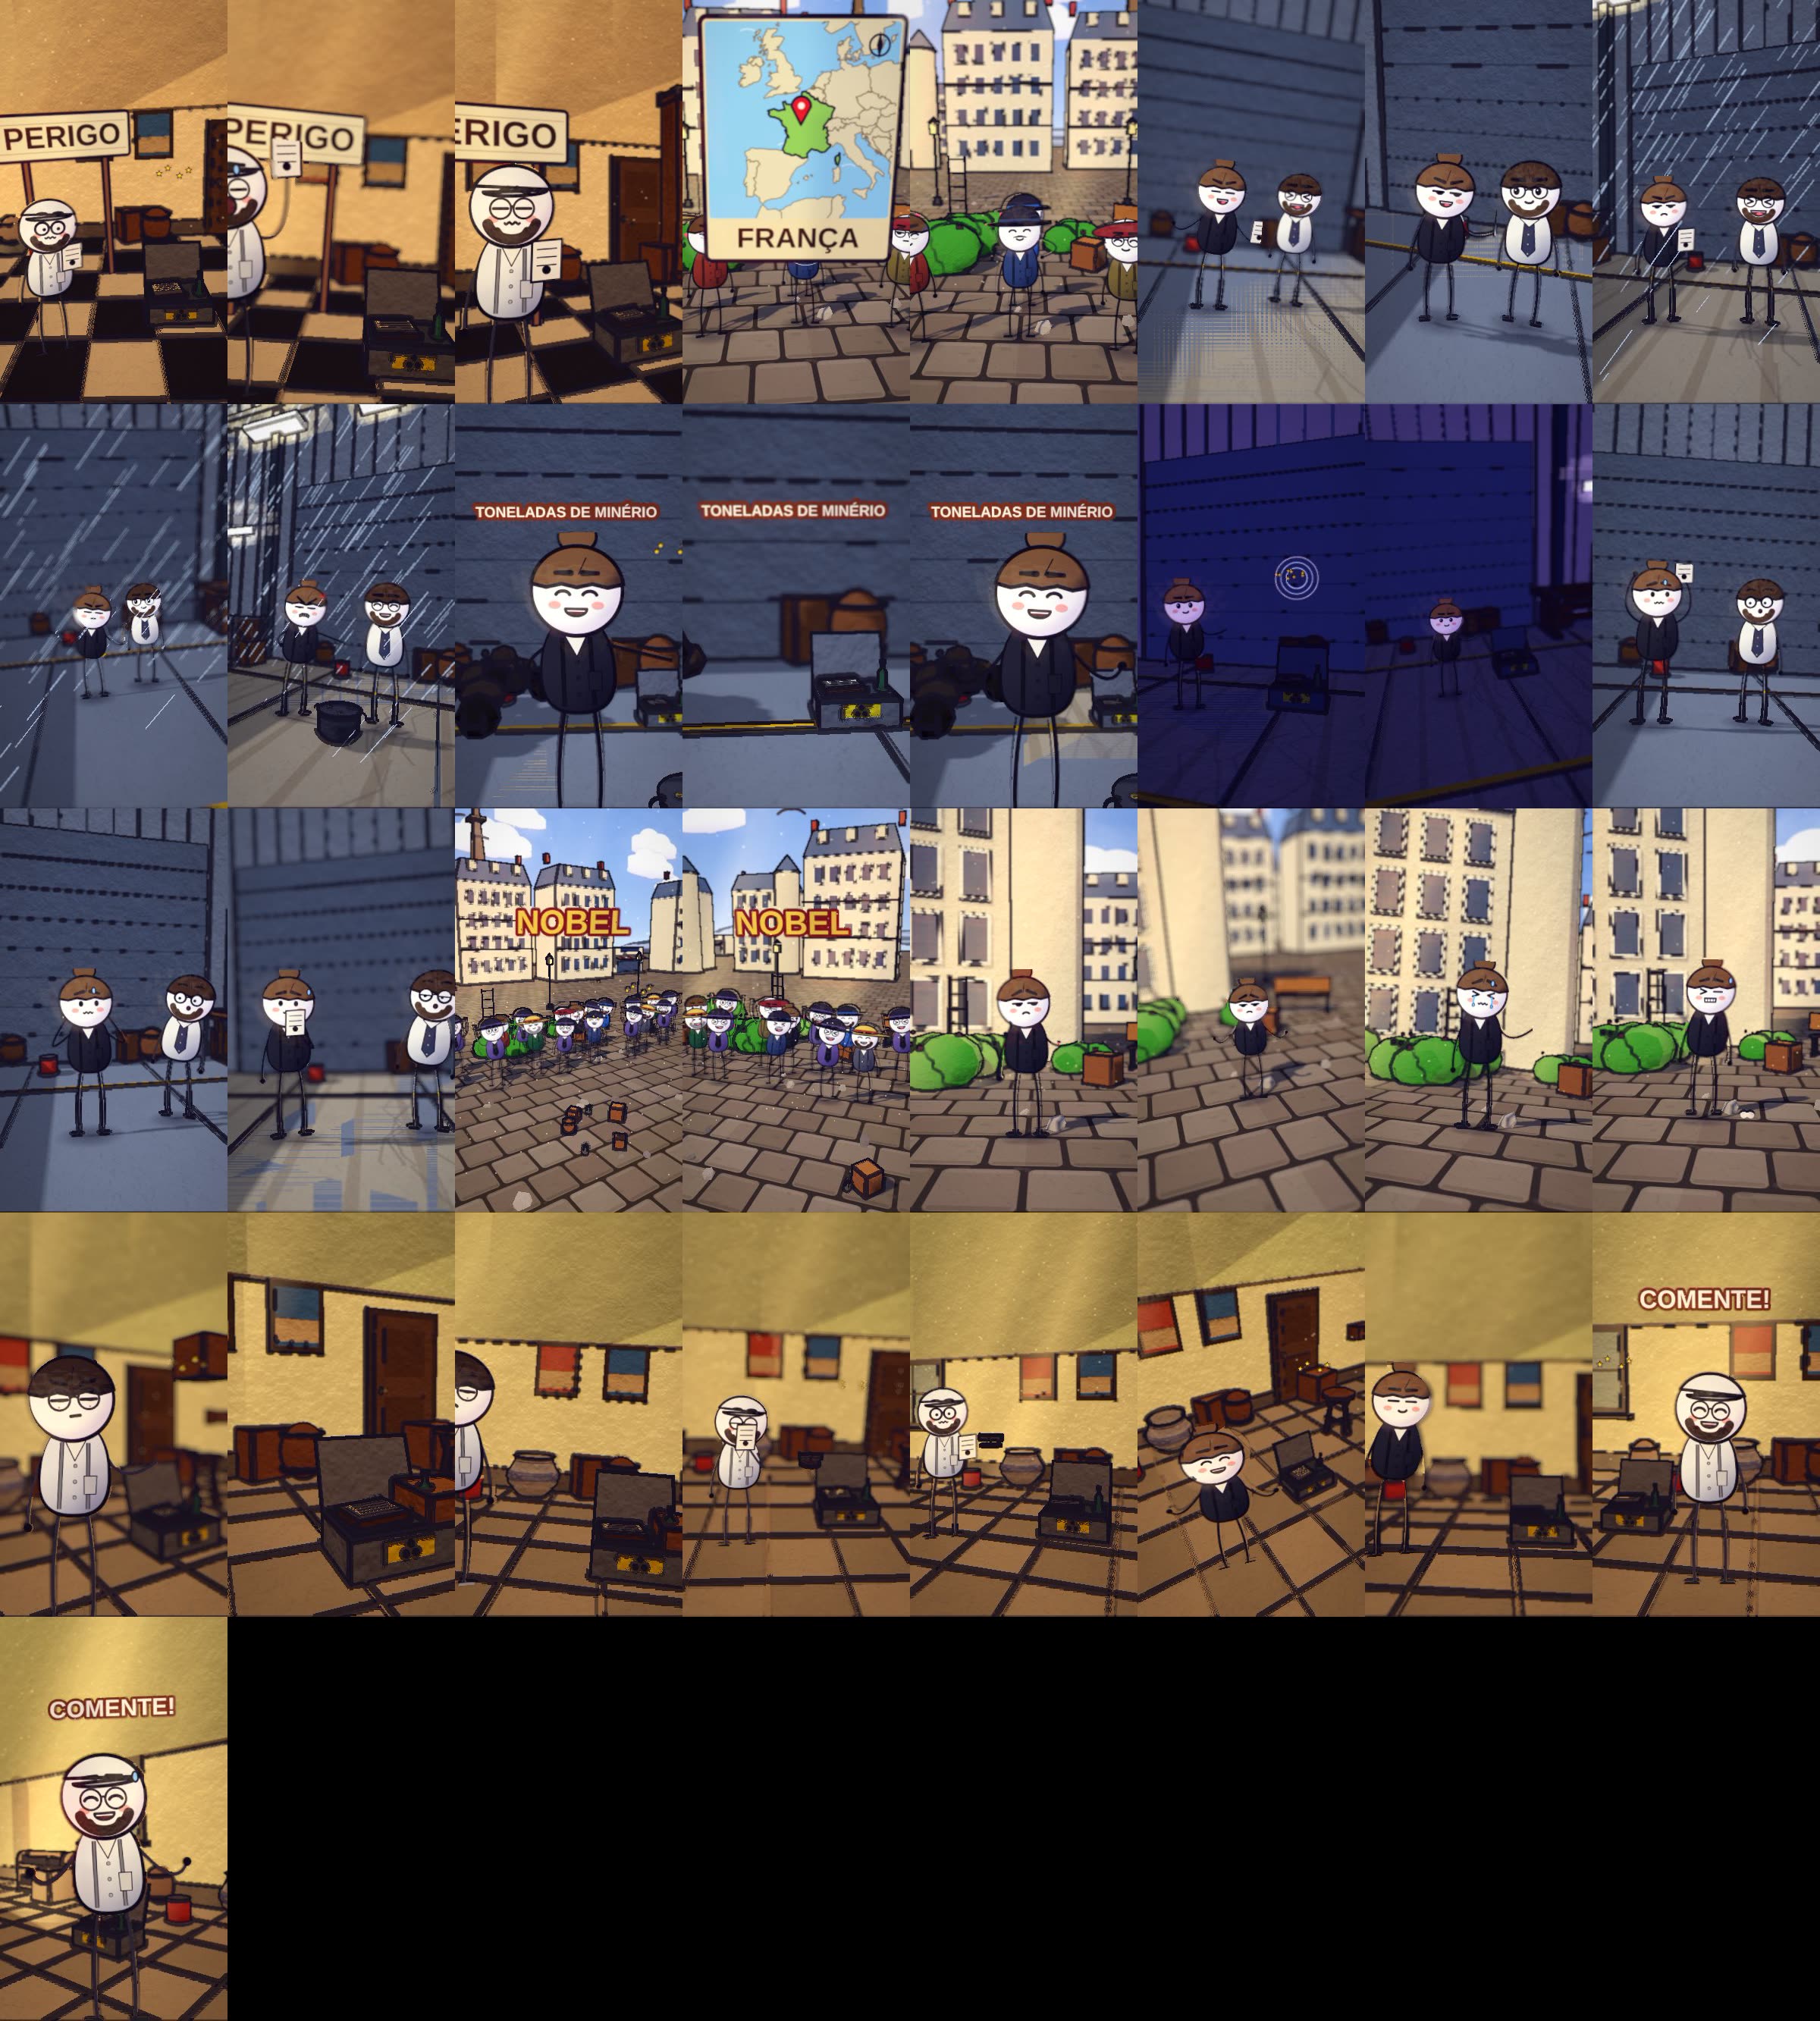 PERIGO
PERIGO
ERIGO
FRANÇA
TONELADAS DE MINÉRIO
TONELADAS DE MINÉRIO
TONELADAS DE MINÉRIO
NOBEL
NOBEL
COMENTE!
COMENTE!